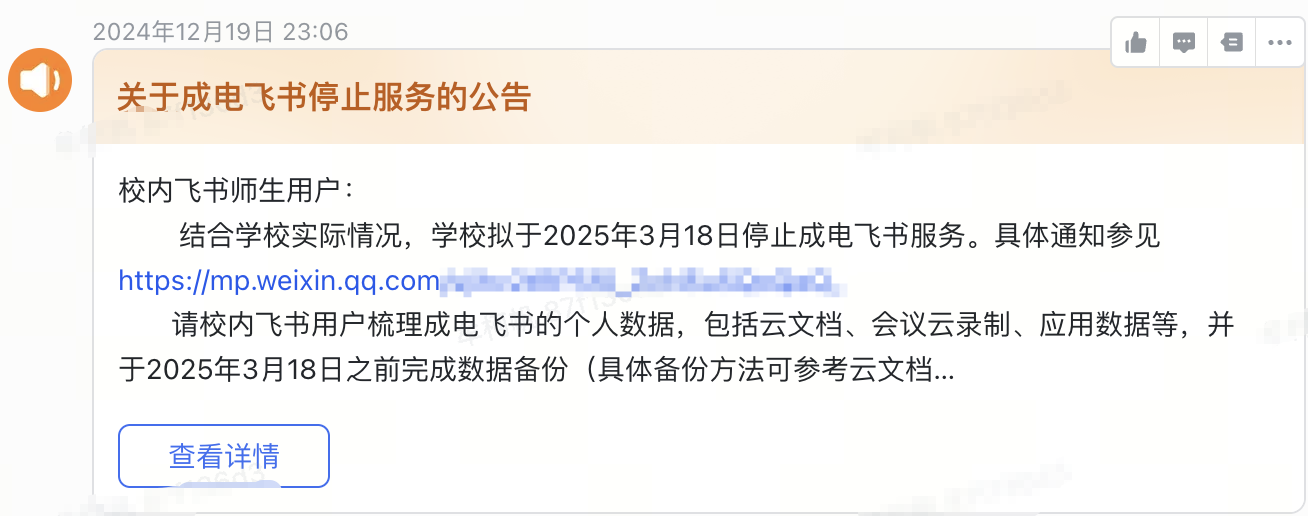 2024年12月19日 23:06
关于成电飞书停止服务的公告
校内飞书师生用户：
结合学校实际情况，学校拟于2025年3月18日停止成电飞书服务。具体通知参见
https://mp.weixin.qq.com
请校内飞书用户梳理成电飞书的个人数据，包括云文档、会议云录制、应用数据等，并
于2025年3月18日之前完成数据备份（具体备份方法可参考云文档...
查看详情